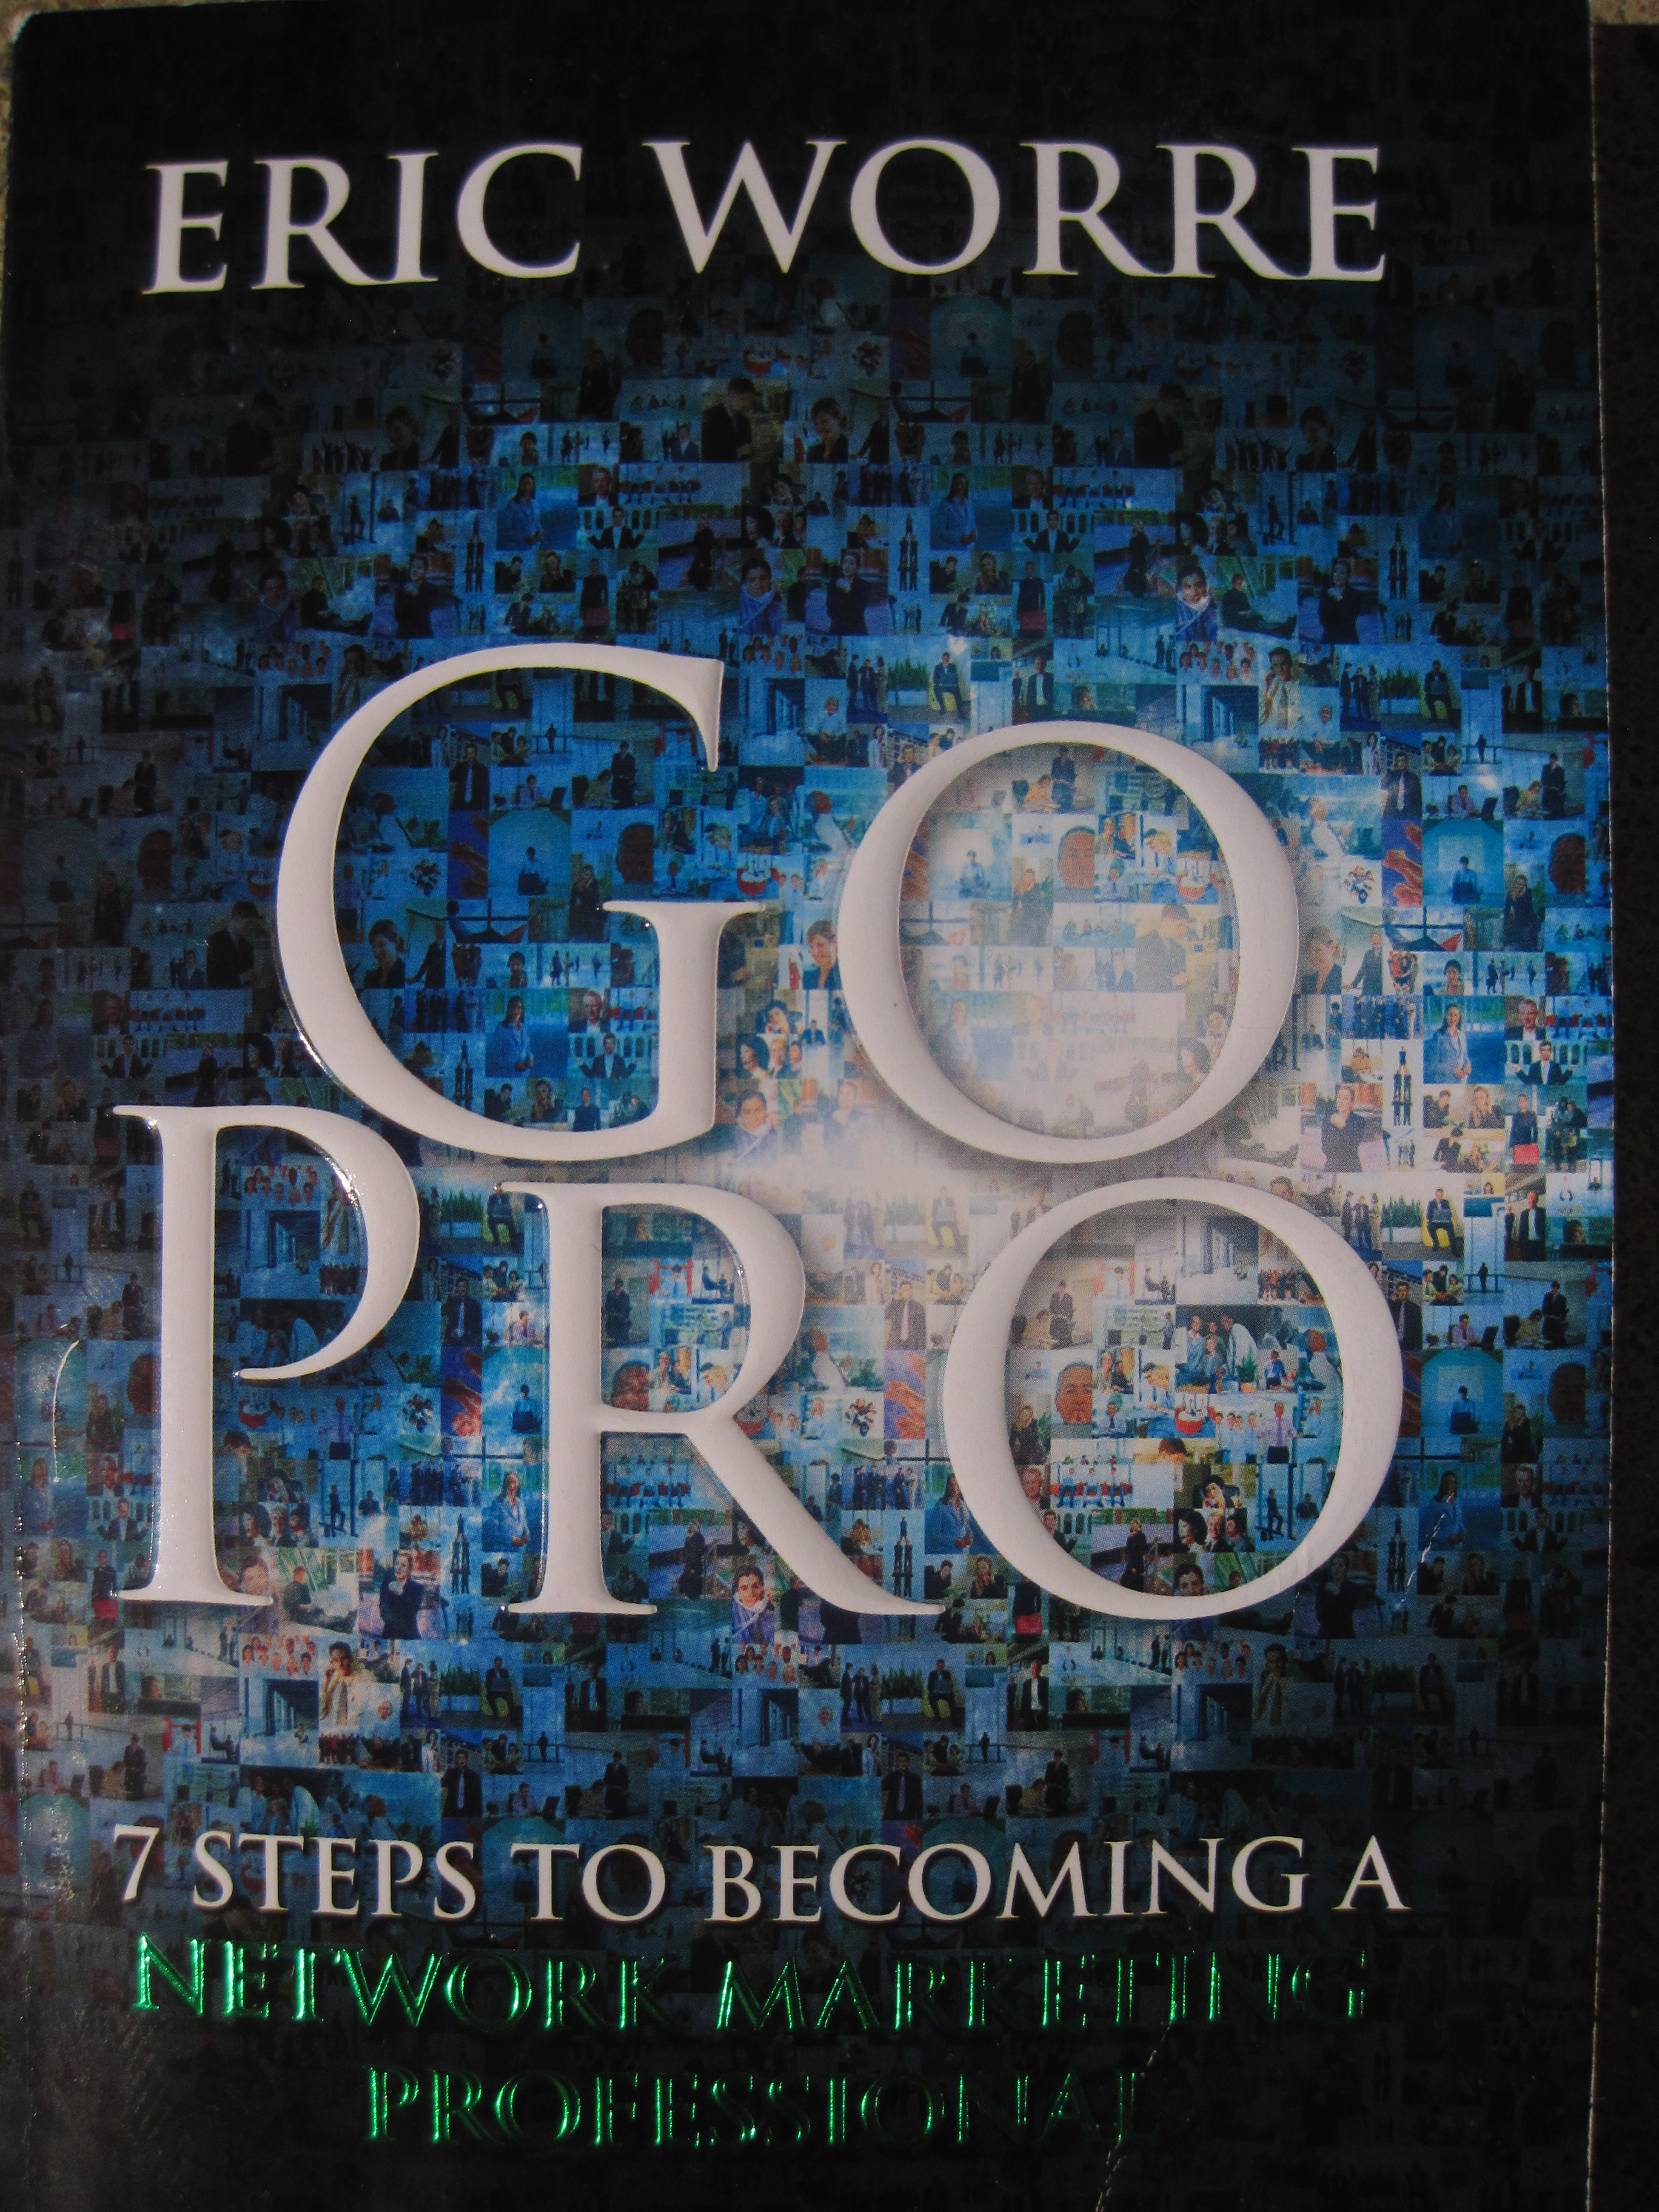 ERIC WORRE
GO
PRO
7 STEPS TO BECOMING A
NETWORK MARKETING
PROFESSIONAL